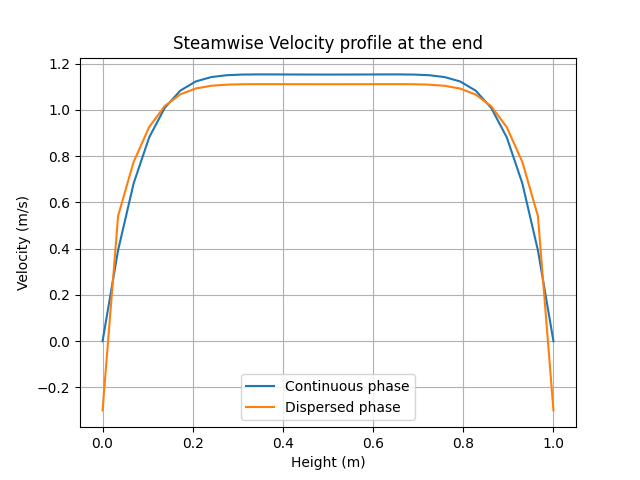 Steamwise Velocity profile at the end
1.2
1.0
0.8
0.6
0.4
0.2
0.0
−0.2
Velocity (m/s)
Continuous phase
Dispersed phase
0.0 0.2 0.4 0.6 0.8 1.0
Height (m)